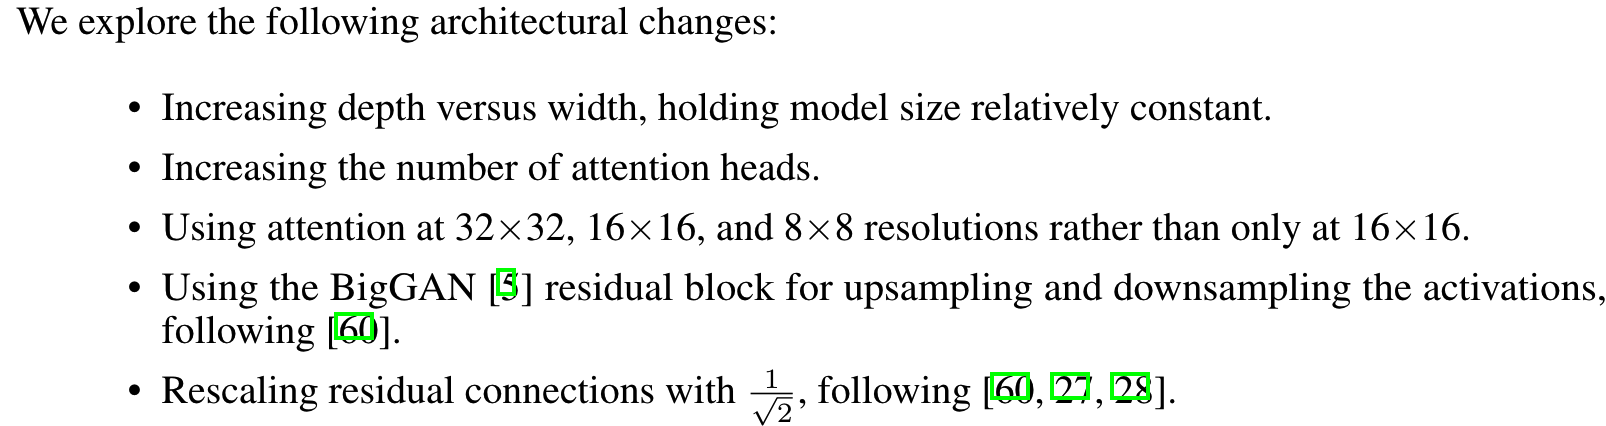 We explore the following architectural changes:
• Increasing depth versus width, holding model size relatively constant.
• Increasing the number of attention heads.
• Using attention at 32×32, 16×16, and 8×8 resolutions rather than only at 16×16.
• Using the BigGAN [5] residual block for upsampling and downsampling the activations,
following [60].
• Rescaling residual connections with $\frac{1}{\sqrt{2}}$, following [60, 27, 28].